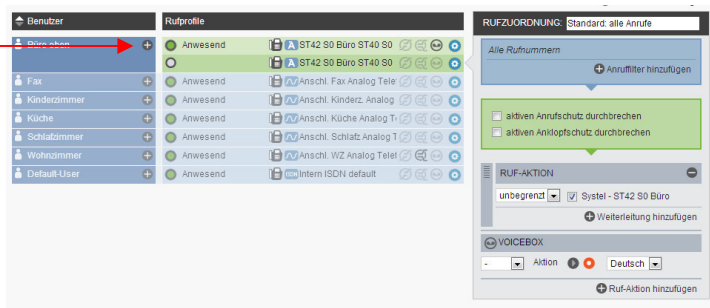 Benutzer
Rufprofile
RUFZUORDNUNG: Standard: alle Anrufe
Büro oben
Anwesend
A ST42 S0 Büro ST40 S0
A ST42 S0 Büro ST40 S0
Fax
Anwesend
Anschl. Fax Analog Tele
Kinderzimmer
Anwesend
Anschl. Kinderz. Analog
Küche
Anwesend
Anschl. Küche Analog T
Schlafzimmer
Anwesend
Anschl. Schlafz Analog T
Wohnzimmer
Anwesend
Anschl. WZ Analog Telef
Default-User
Anwesend
ISDN Intern ISDN default
Alle Rufnummern
Anruffilter hinzufügen
aktiven Anrufschutz durchbrechen
aktiven Anklopfschutz durchbrechen
RUF-AKTION
unbegrenzt
Systel - ST42 S0 Büro
Weiterleitung hinzufügen
VOICEBOX
- Aktion Deutsch
Ruf-Aktion hinzufügen